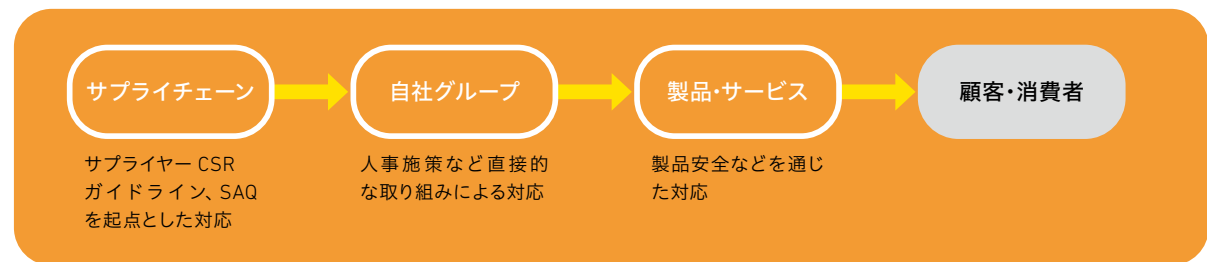 サプライチェーン
自社グループ
製品・サービス
顧客・消費者
サプライヤー CSR
ガイドライン、SAQ
を起点とした対応
人事施策など直接的
な取り組みによる対応
製品安全などを通じ
た対応